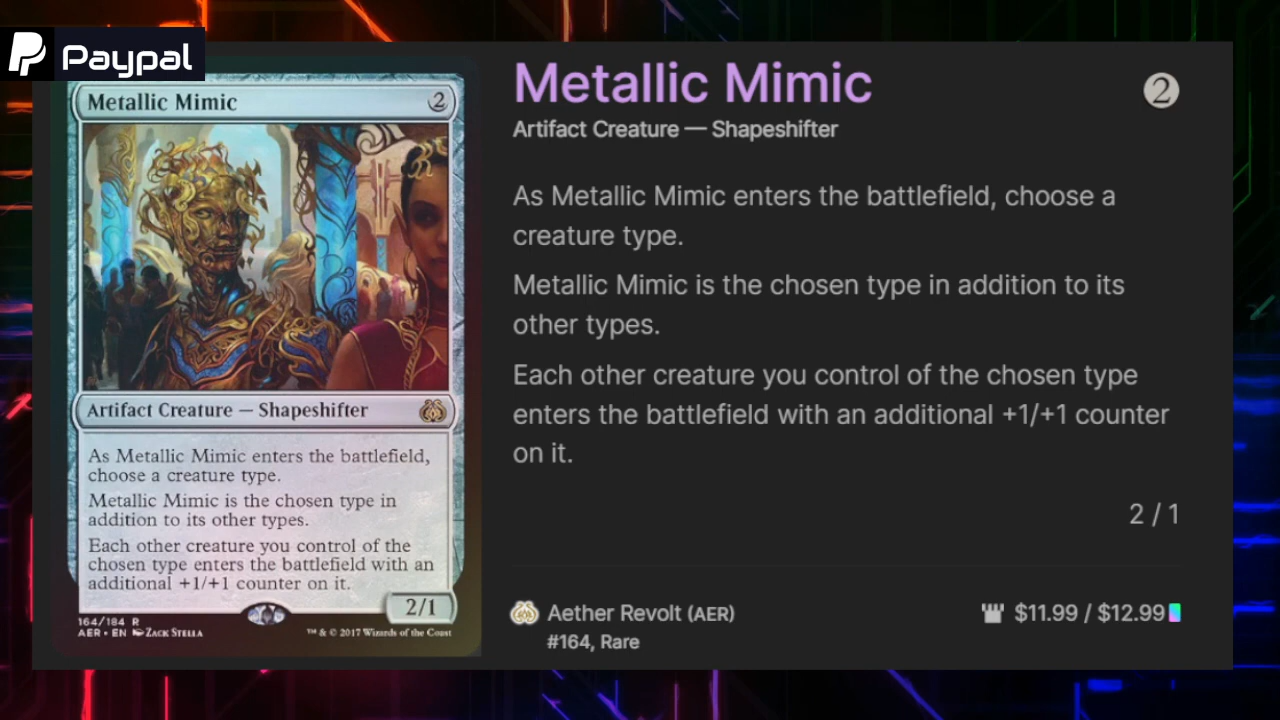 Paypal
Metallic Mimic 2
Artifact Creature — Shapeshifter
As Metallic Mimic enters the battlefield,
choose a creature type.
Metallic Mimic is the chosen type in
addition to its other types.
Each other creature you control of the
chosen type enters the battlefield with an
additional +1/+1 counter on it.
2/1
164/184 R
AER • EN Zack Stella
™ & © 2017 Wizards of the Coast
Metallic Mimic 2
Artifact Creature — Shapeshifter
As Metallic Mimic enters the battlefield, choose a
creature type.
Metallic Mimic is the chosen type in addition to its
other types.
Each other creature you control of the chosen type
enters the battlefield with an additional +1/+1 counter
on it.
2 / 1
Aether Revolt (AER)
#164, Rare
$11.99 / $12.99